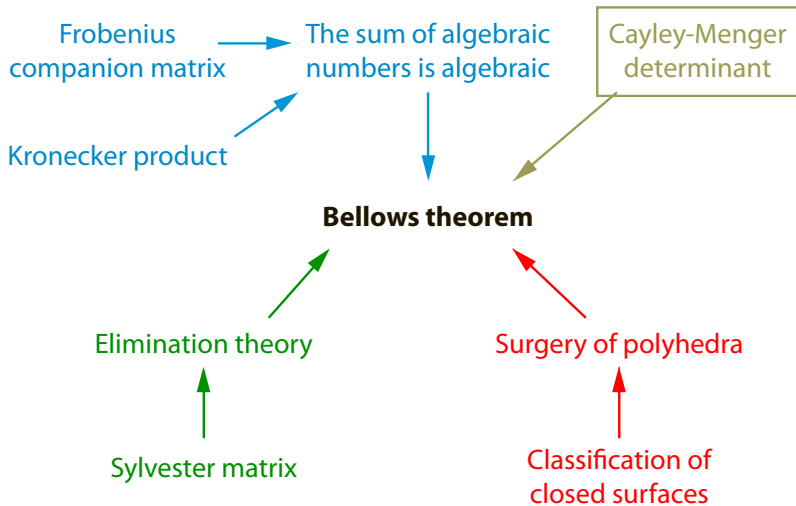 Frobenius
companion matrix
The sum of algebraic
numbers is algebraic
Cayley-Menger
determinant
Kronecker product
Bellows theorem
Elimination theory
Surgery of polyhedra
Sylvester matrix
Classification of
closed surfaces